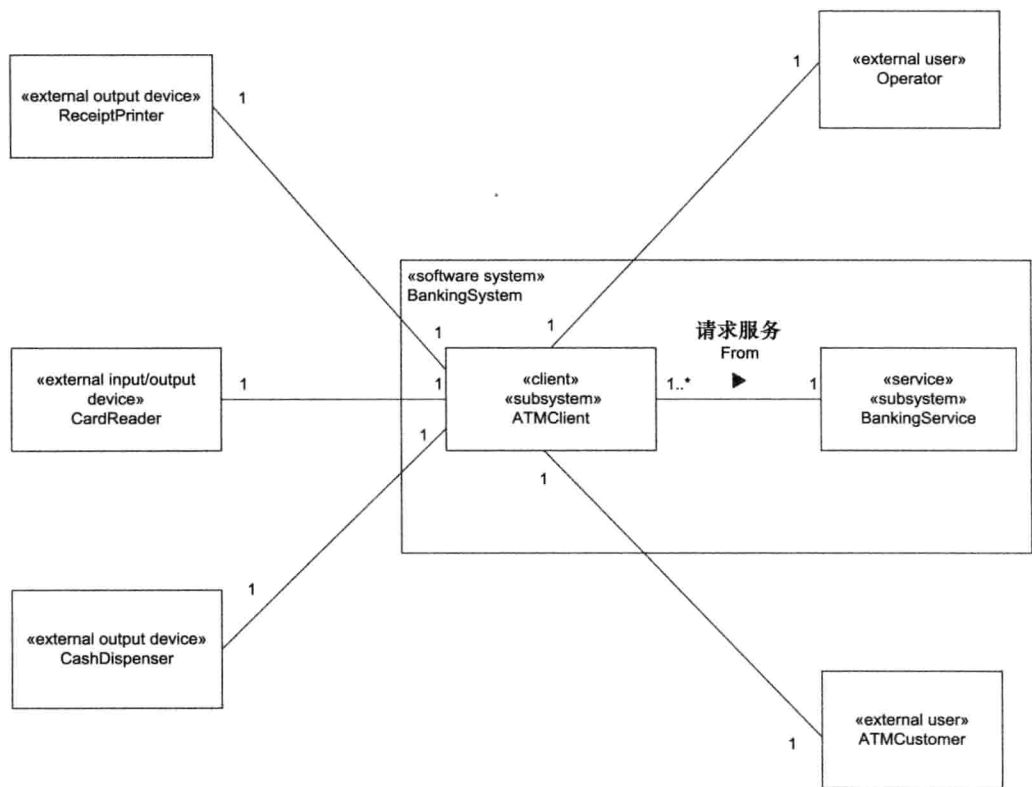 «external output device»
ReceiptPrinter
1
1
«external user»
Operator
«software system»
BankingSystem
1
1
请求服务
From
«external input/output
device»
CardReader
1
1
«client»
«subsystem»
ATMClient
1..*
1
«service»
«subsystem»
BankingService
1
1
1
«external output device»
CashDispenser
1
«external user»
ATMCustomer